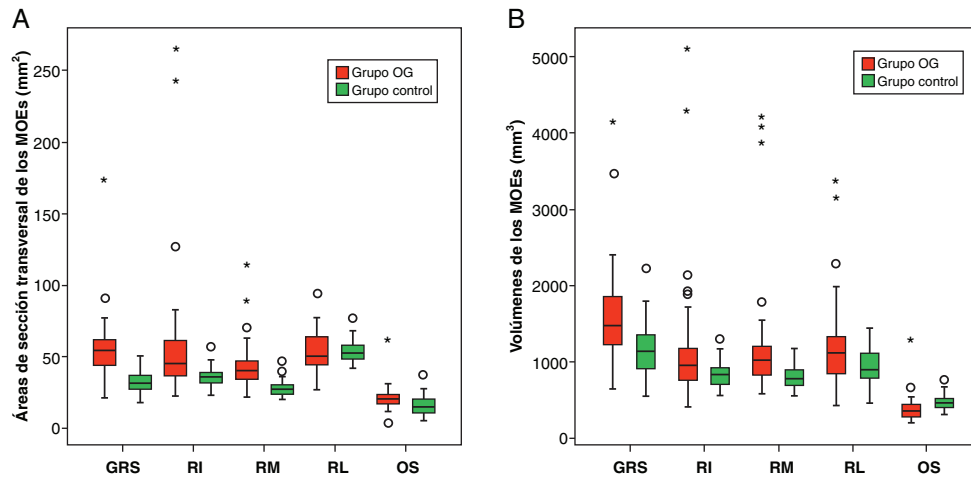 A
Áreas de sección transversal de los MOEs (mm²)
250
200
150
100
50
0
Grupo OG
Grupo control
GRS RI RM RL OS
B
Volúmenes de los MOEs (mm³)
5000
4000
3000
2000
1000
0
Grupo OG
Grupo control
GRS RI RM RL OS